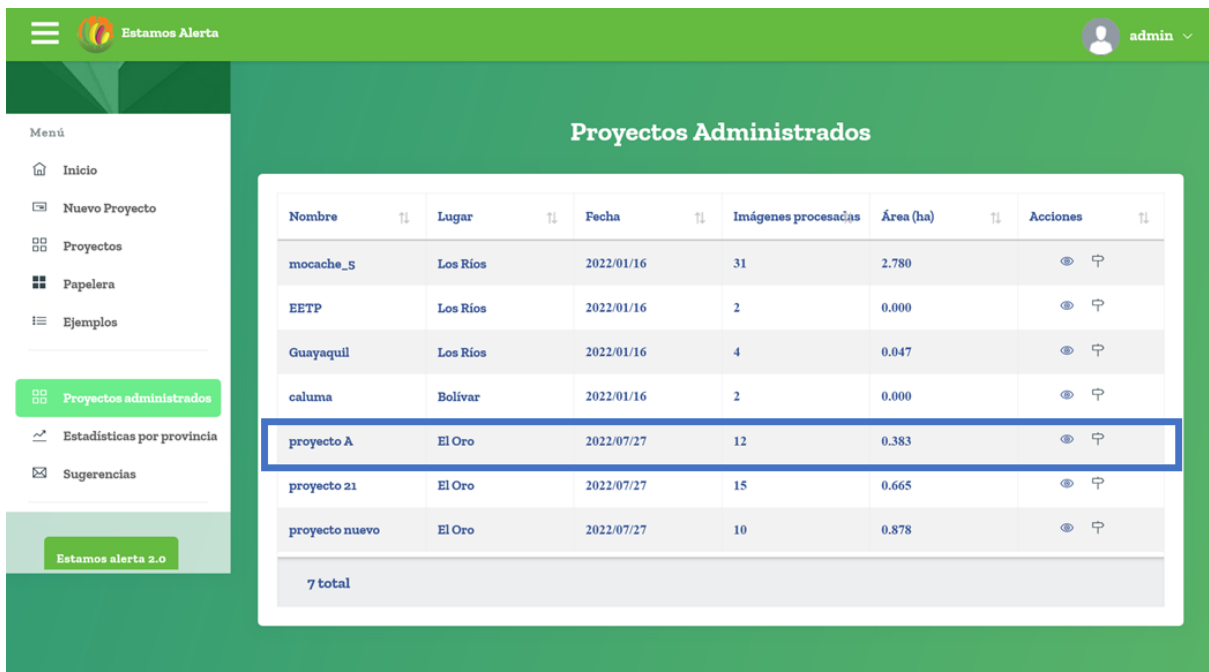 Estamos Alerta
admin
Menú
Inicio
Nuevo Proyecto
Proyectos
Papelera
Ejemplos
Proyectos administrados
Estadísticas por provincia
Sugerencias
Estamos alerta 2.0
Proyectos Administrados
Nombre Lugar Fecha Imágenes procesadas Área (ha) Acciones
mocache_5 Los Ríos 2022/01/16 31 2.780
EETP Los Ríos 2022/01/16 2 0.000
Guayaquil Los Ríos 2022/01/16 4 0.047
caluma Bolívar 2022/01/16 2 0.000
proyecto A El Oro 2022/07/27 12 0.383
proyecto 21 El Oro 2022/07/27 15 0.665
proyecto nuevo El Oro 2022/07/27 10 0.878
7 total